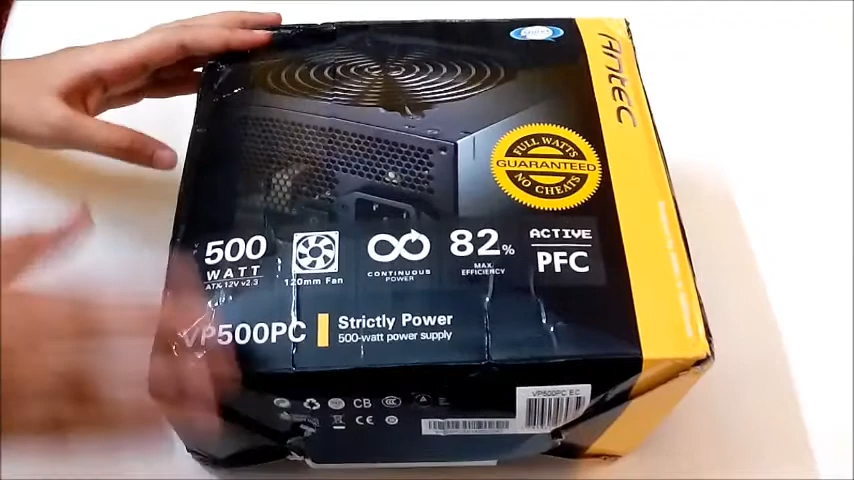 Antec
FULL WATTS
GUARANTEED
NO CHEATS
500
WATT
ATX 12V v2.3
120mm Fan
CONTINUOUS
POWER
82%
MAX
EFFICIENCY
ACTIVE
PFC
VP500PC
Strictly Power
500-watt power supply
VP500PC EC
CB
CE